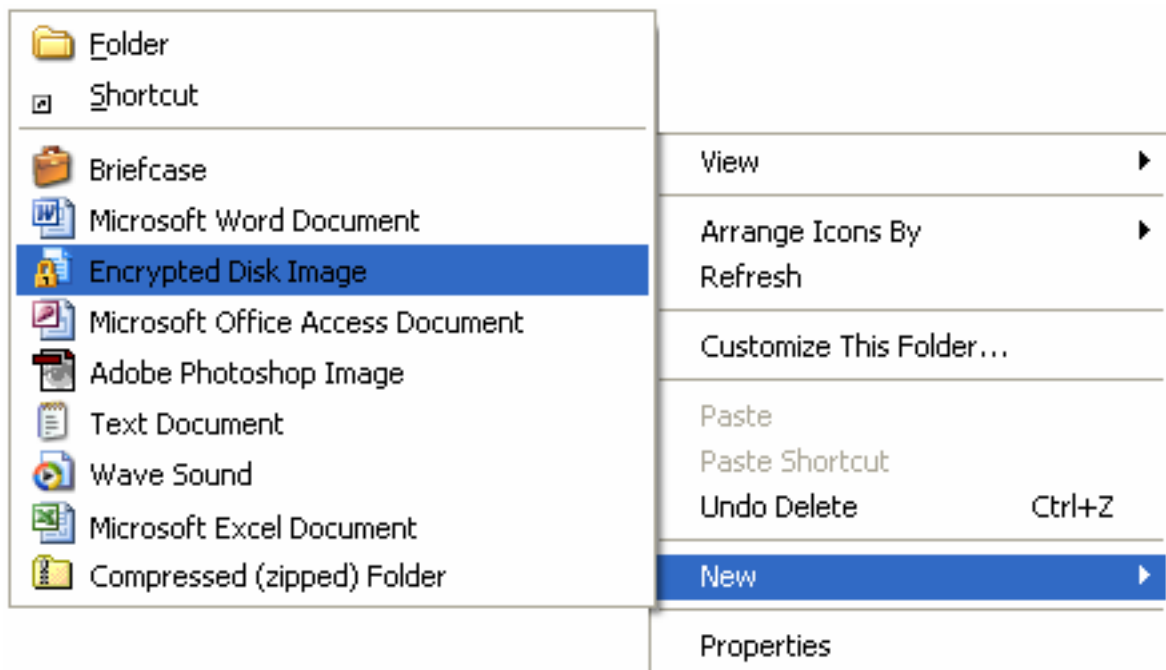 Folder
Shortcut
Briefcase
Microsoft Word Document
Encrypted Disk Image
Microsoft Office Access Document
Adobe Photoshop Image
Text Document
Wave Sound
Microsoft Excel Document
Compressed (zipped) Folder
View
Arrange Icons By
Refresh
Customize This Folder...
Paste
Paste Shortcut
Undo Delete Ctrl+Z
New
Properties